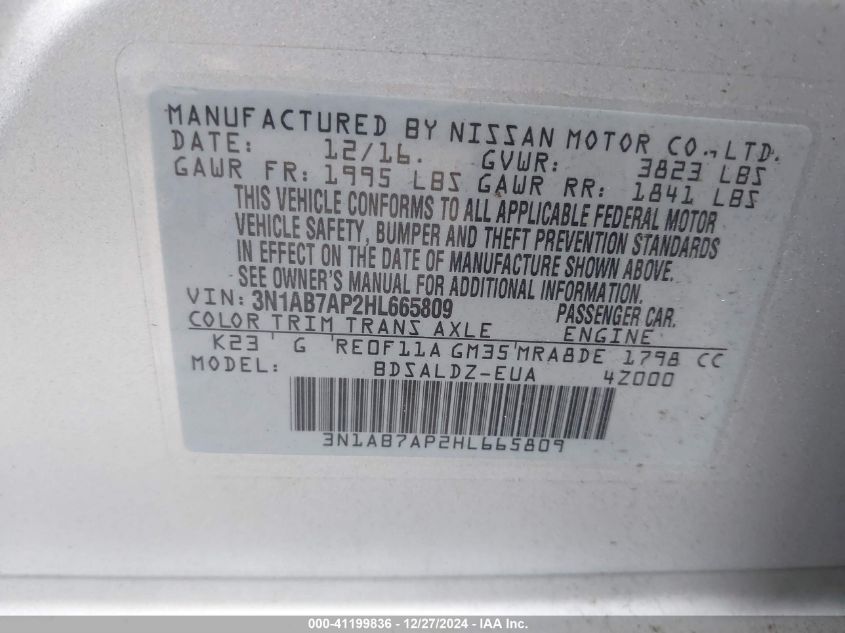 MANUFACTURED BY NISSAN MOTOR CO., LTD.
DATE: 12/16. GVWR: 3823 LBS
GAWR FR: 1995 LBS GAWR RR: 1841 LBS
THIS VEHICLE CONFORMS TO ALL APPLICABLE FEDERAL MOTOR
VEHICLE SAFETY, BUMPER AND THEFT PREVENTION STANDARDS
IN EFFECT ON THE DATE OF MANUFACTURE SHOWN ABOVE.
SEE OWNER'S MANUAL FOR ADDITIONAL INFORMATION.
VIN: 3N1AB7AP2HL665809 PASSENGER CAR.
COLOR TRIM TRANS AXLE ENGINE
K23 G RE0F11A GM35 MRA8DE 1798 CC
MODEL: BDSALDZ-EUA 4Z000
3N1AB7AP2HL665809
000-41199836 - 12/27/2024 - IAA Inc.